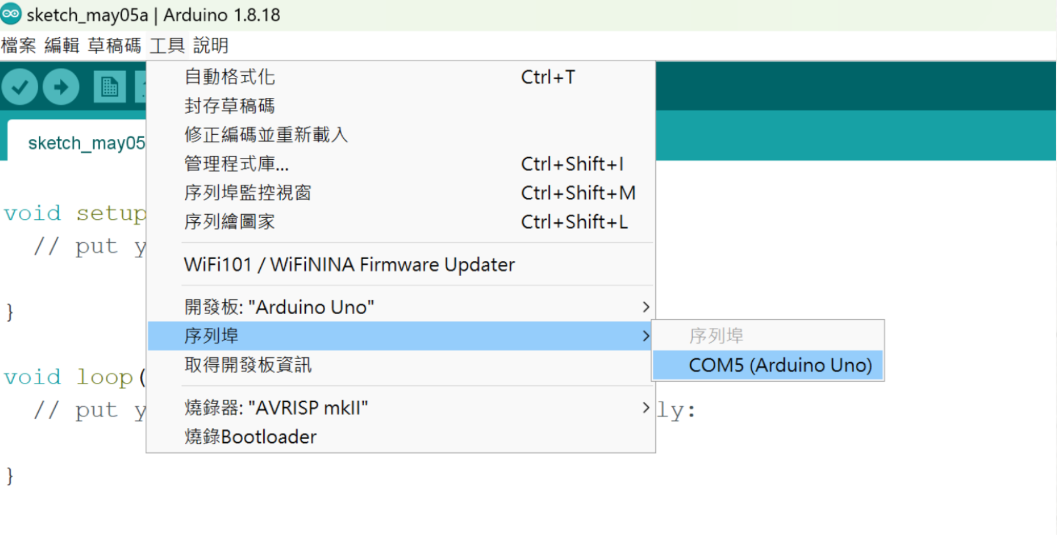 sketch_may05a | Arduino 1.8.18
檔案 編輯 草稿碼 工具 說明
sketch_may05
自動格式化 Ctrl+T
封存草稿碼
修正編碼並重新載入
管理程式庫... Ctrl+Shift+I
序列埠監控視窗 Ctrl+Shift+M
序列繪圖家 Ctrl+Shift+L
WiFi101 / WiFiNINA Firmware Updater
開發板: "Arduino Uno"
序列埠
取得開發板資訊
燒錄器: "AVRISP mkII"
燒錄Bootloader
序列埠
COM5 (Arduino Uno)
void setup
// put y
}
void loop(
// put y ly:
}